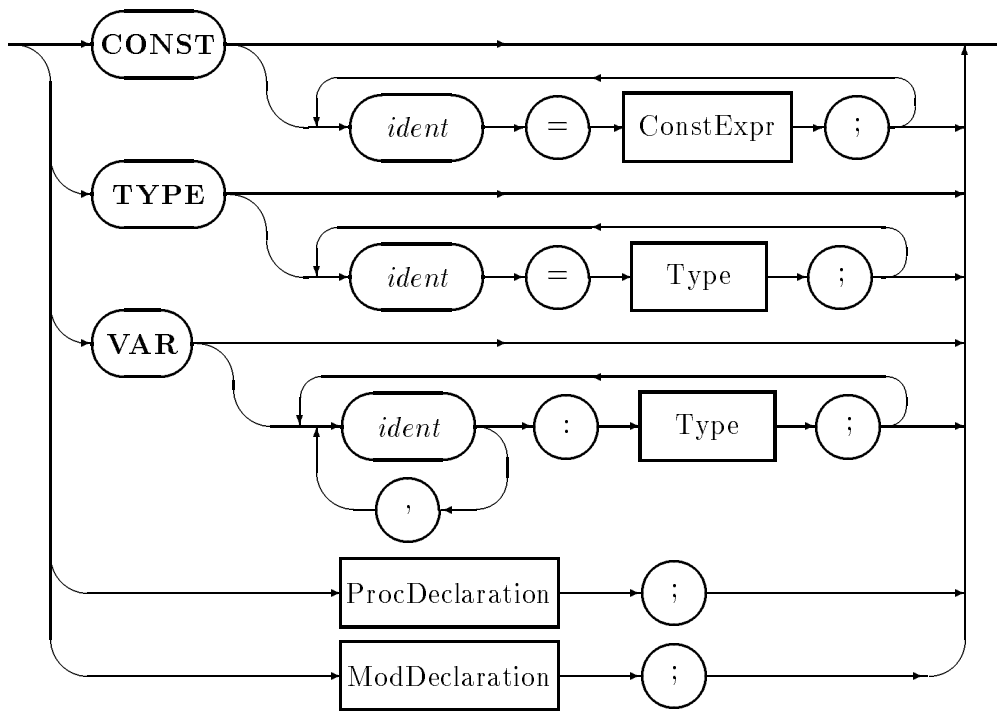 CONST
ident = ConstExpr ;
TYPE
ident = Type ;
VAR
ident : Type ;
,
ProcDeclaration ;
ModDeclaration ;